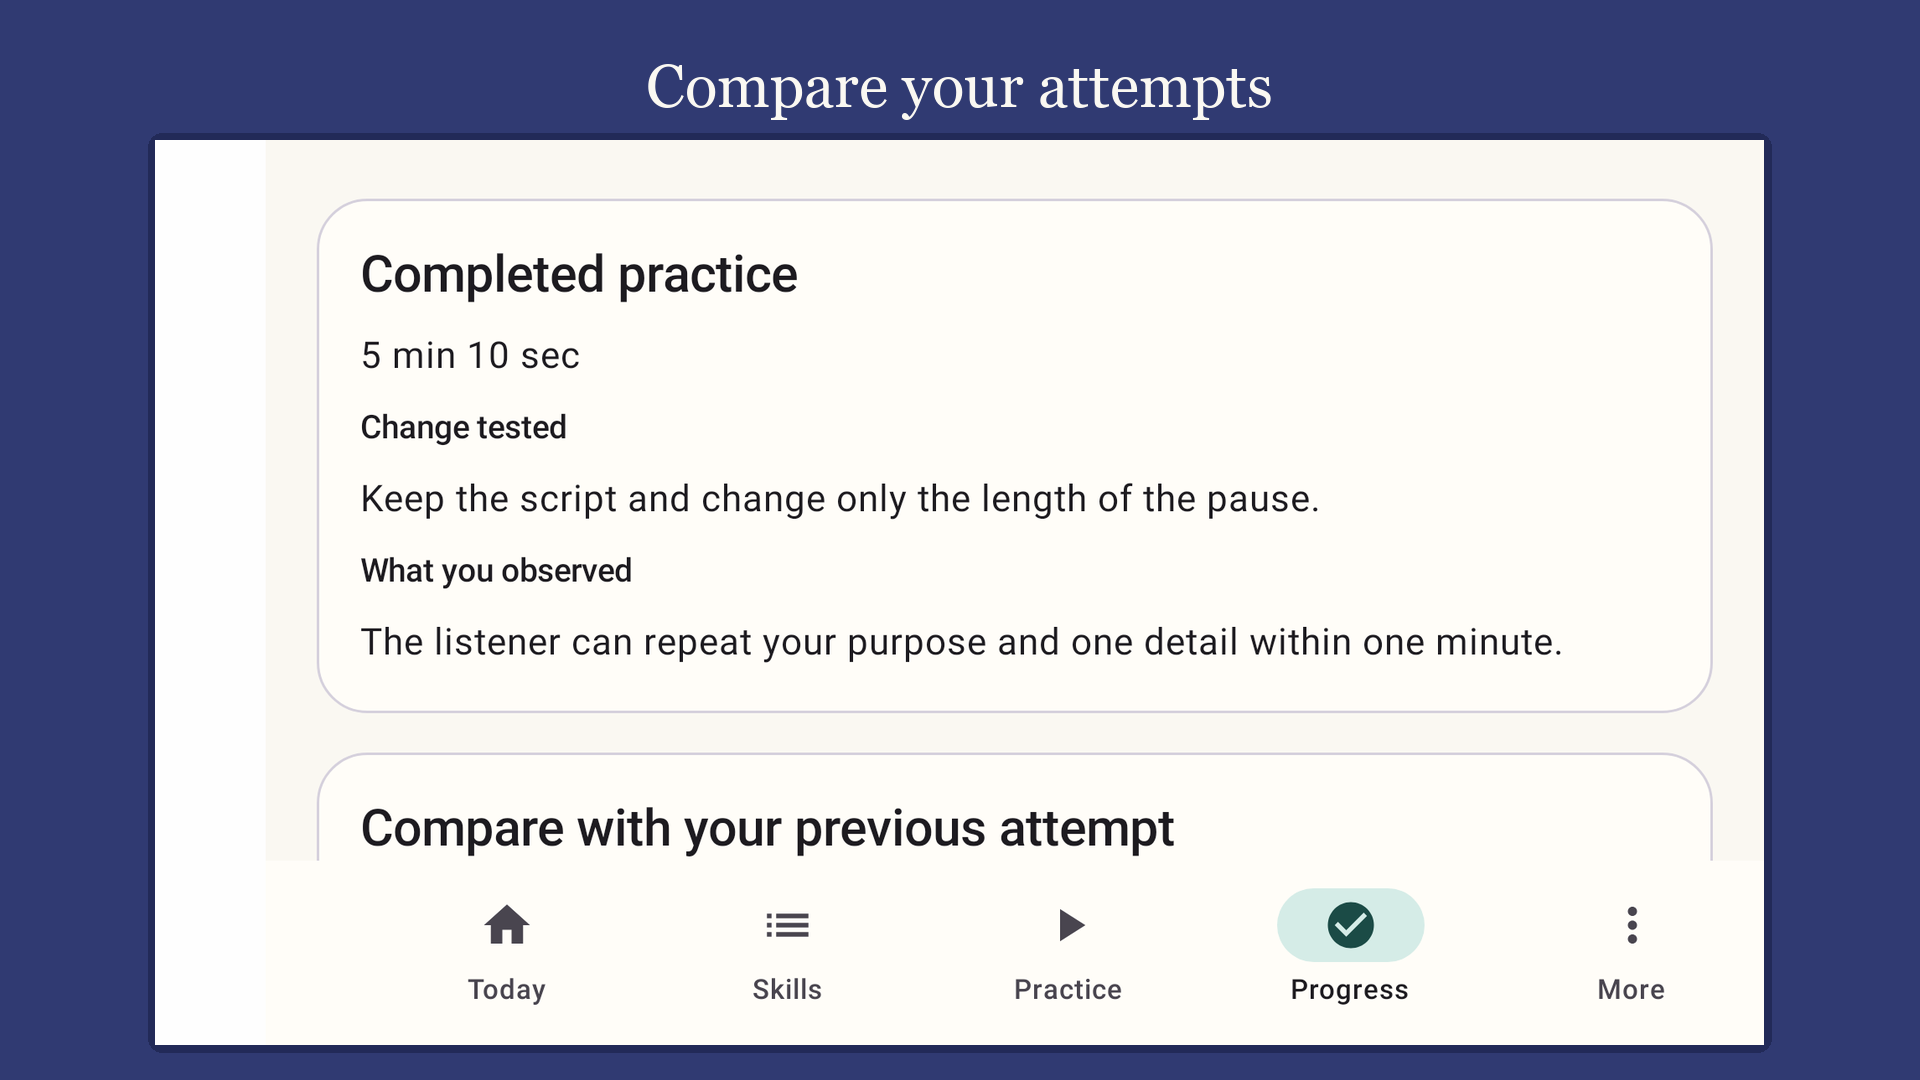 Compare your attempts
Completed practice
5 min 10 sec
Change tested
Keep the script and change only the length of the pause.
What you observed
The listener can repeat your purpose and one detail within one minute.
Compare with your previous attempt
Today
Skills
Practice
Progress
More